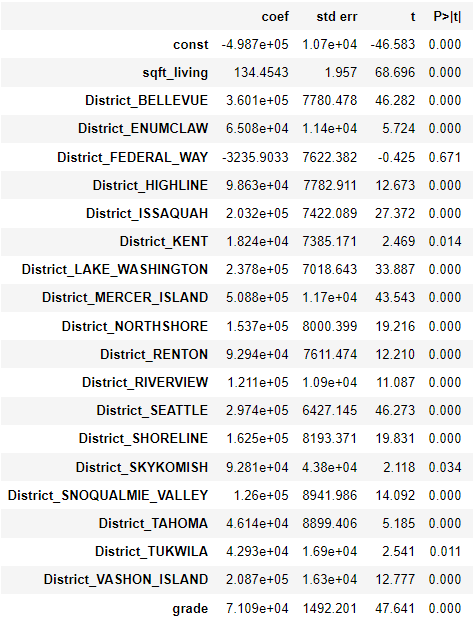 coef std err t P>|t|
const -4.987e+05 1.07e+04 -46.583 0.000
sqft_living 134.4543 1.957 68.696 0.000
District_BELLEVUE 3.601e+05 7780.478 46.282 0.000
District_ENUMCLAW 6.508e+04 1.14e+04 5.724 0.000
District_FEDERAL_WAY -3235.9033 7622.382 -0.425 0.671
District_HIGHLINE 9.863e+04 7782.911 12.673 0.000
District_ISSAQUAH 2.032e+05 7422.089 27.372 0.000
District_KENT 1.824e+04 7385.171 2.469 0.014
District_LAKE_WASHINGTON 2.378e+05 7018.643 33.887 0.000
District_MERCER_ISLAND 5.088e+05 1.17e+04 43.543 0.000
District_NORTHSHORE 1.537e+05 8000.399 19.216 0.000
District_RENTON 9.294e+04 7611.474 12.210 0.000
District_RIVERVIEW 1.211e+05 1.09e+04 11.087 0.000
District_SEATTLE 2.974e+05 6427.145 46.273 0.000
District_SHORELINE 1.625e+05 8193.371 19.831 0.000
District_SKYKOMISH 9.281e+04 4.38e+04 2.118 0.034
District_SNOQUALMIE_VALLEY 1.26e+05 8941.986 14.092 0.000
District_TAHOMA 4.614e+04 8899.406 5.185 0.000
District_TUKWILA 4.293e+04 1.69e+04 2.541 0.011
District_VASHON_ISLAND 2.087e+05 1.63e+04 12.777 0.000
grade 7.109e+04 1492.201 47.641 0.000